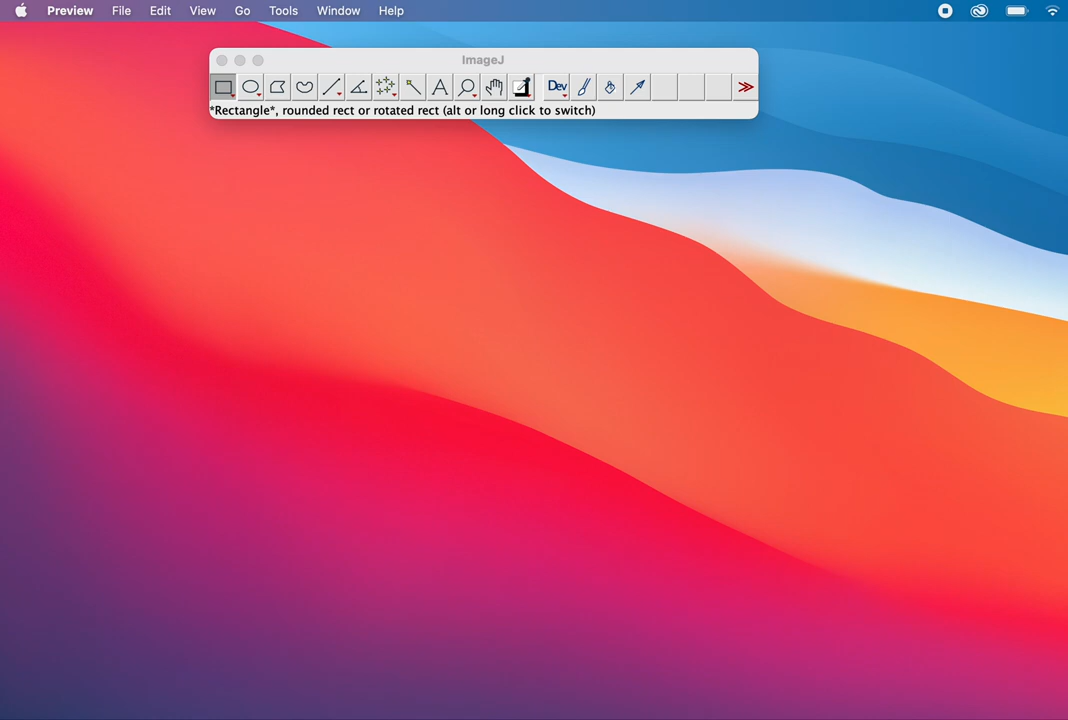 Preview File Edit View Go Tools Window Help
ImageJ
A Dev >>
*Rectangle*, rounded rect or rotated rect (alt or long click to switch)